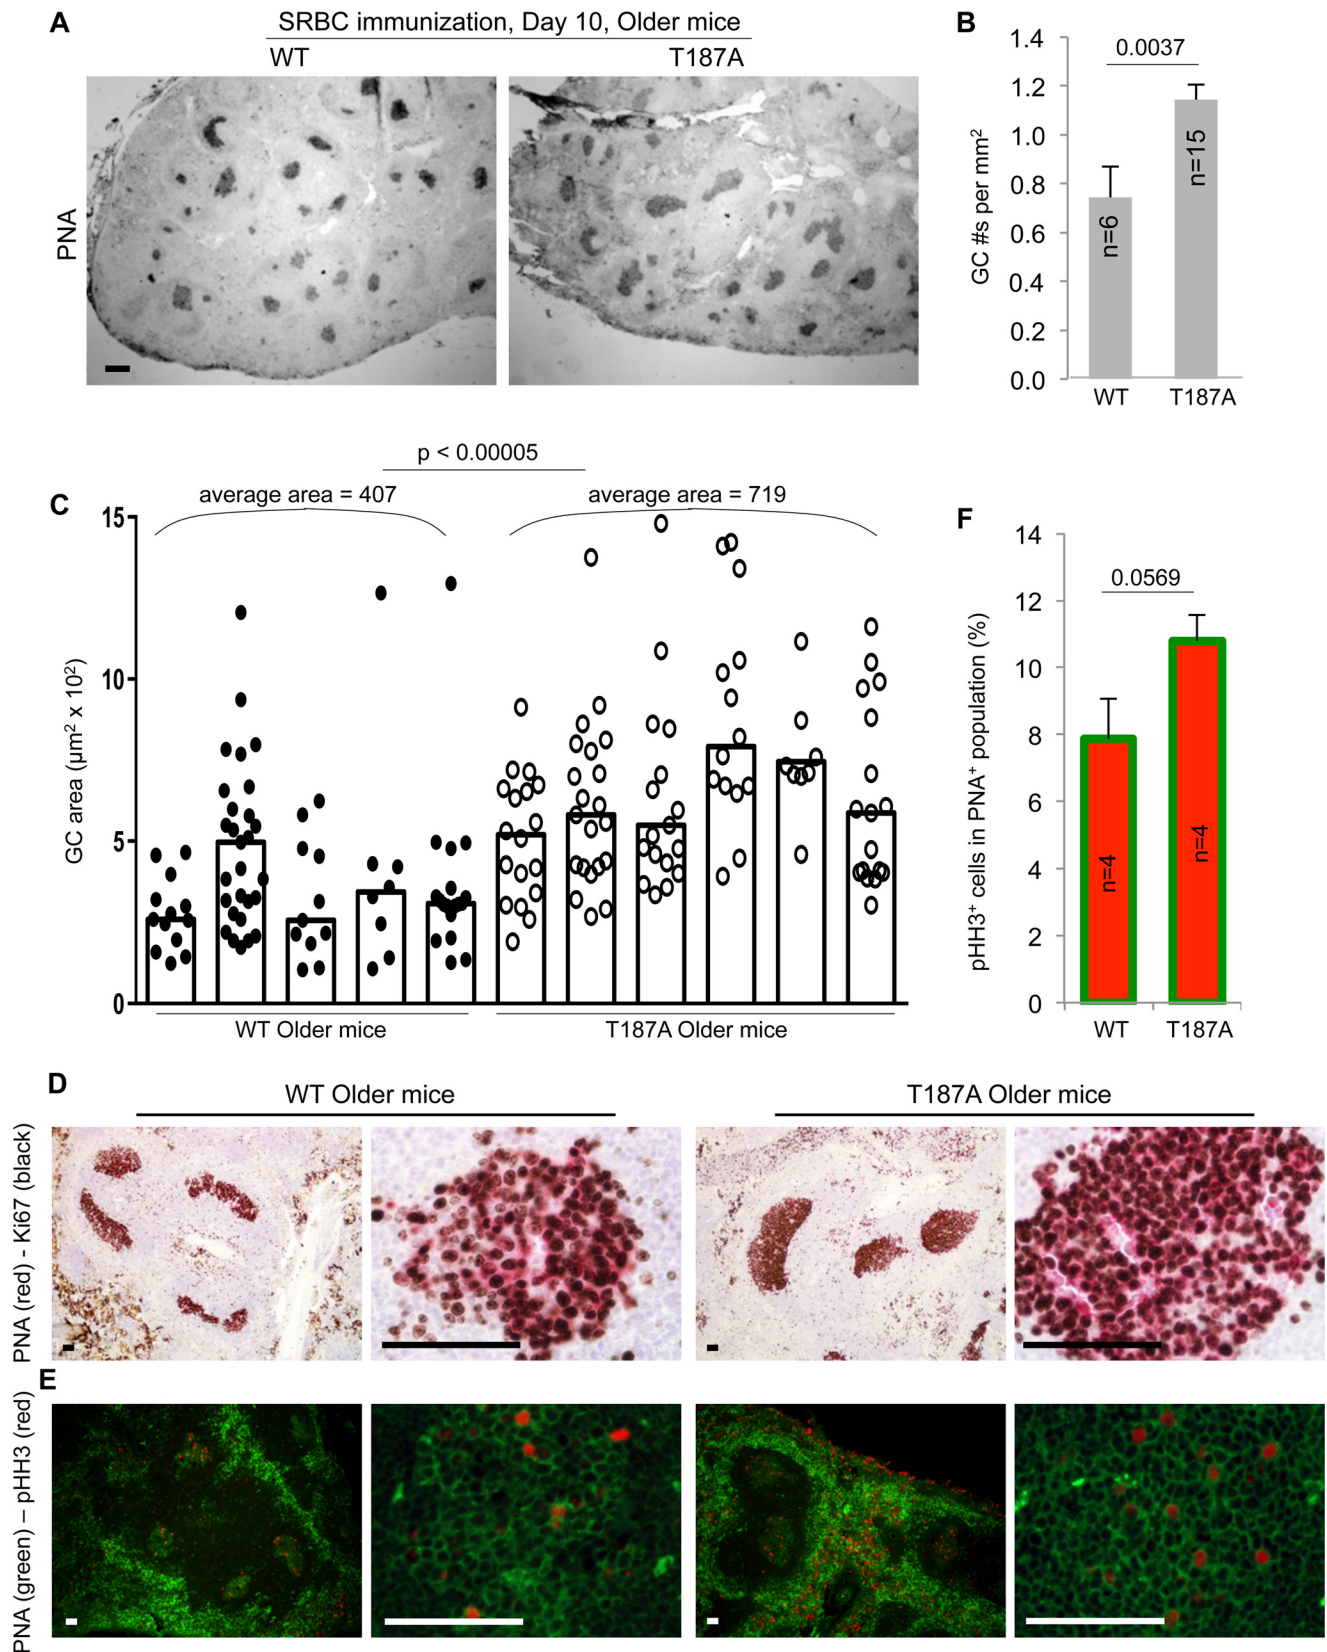 A
SRBC immunization, Day 10, Older mice
WT
T187A
PNA
B
0.0037
GC #s per mm²
1.4
1.2
1.0
0.8
0.6
0.4
0.2
0.0
n=6
n=15
WT
T187A
C
p < 0.00005
average area = 407
average area = 719
GC area (µm² x 10²)
15
10
5
0
WT Older mice
T187A Older mice
F
0.0569
pHH3⁺ cells in PNA⁺ population (%)
14
12
10
8
6
4
2
0
n=4
n=4
WT
T187A
D
WT Older mice
T187A Older mice
PNA (red) - Ki67 (black)
E
PNA (green) – pHH3 (red)